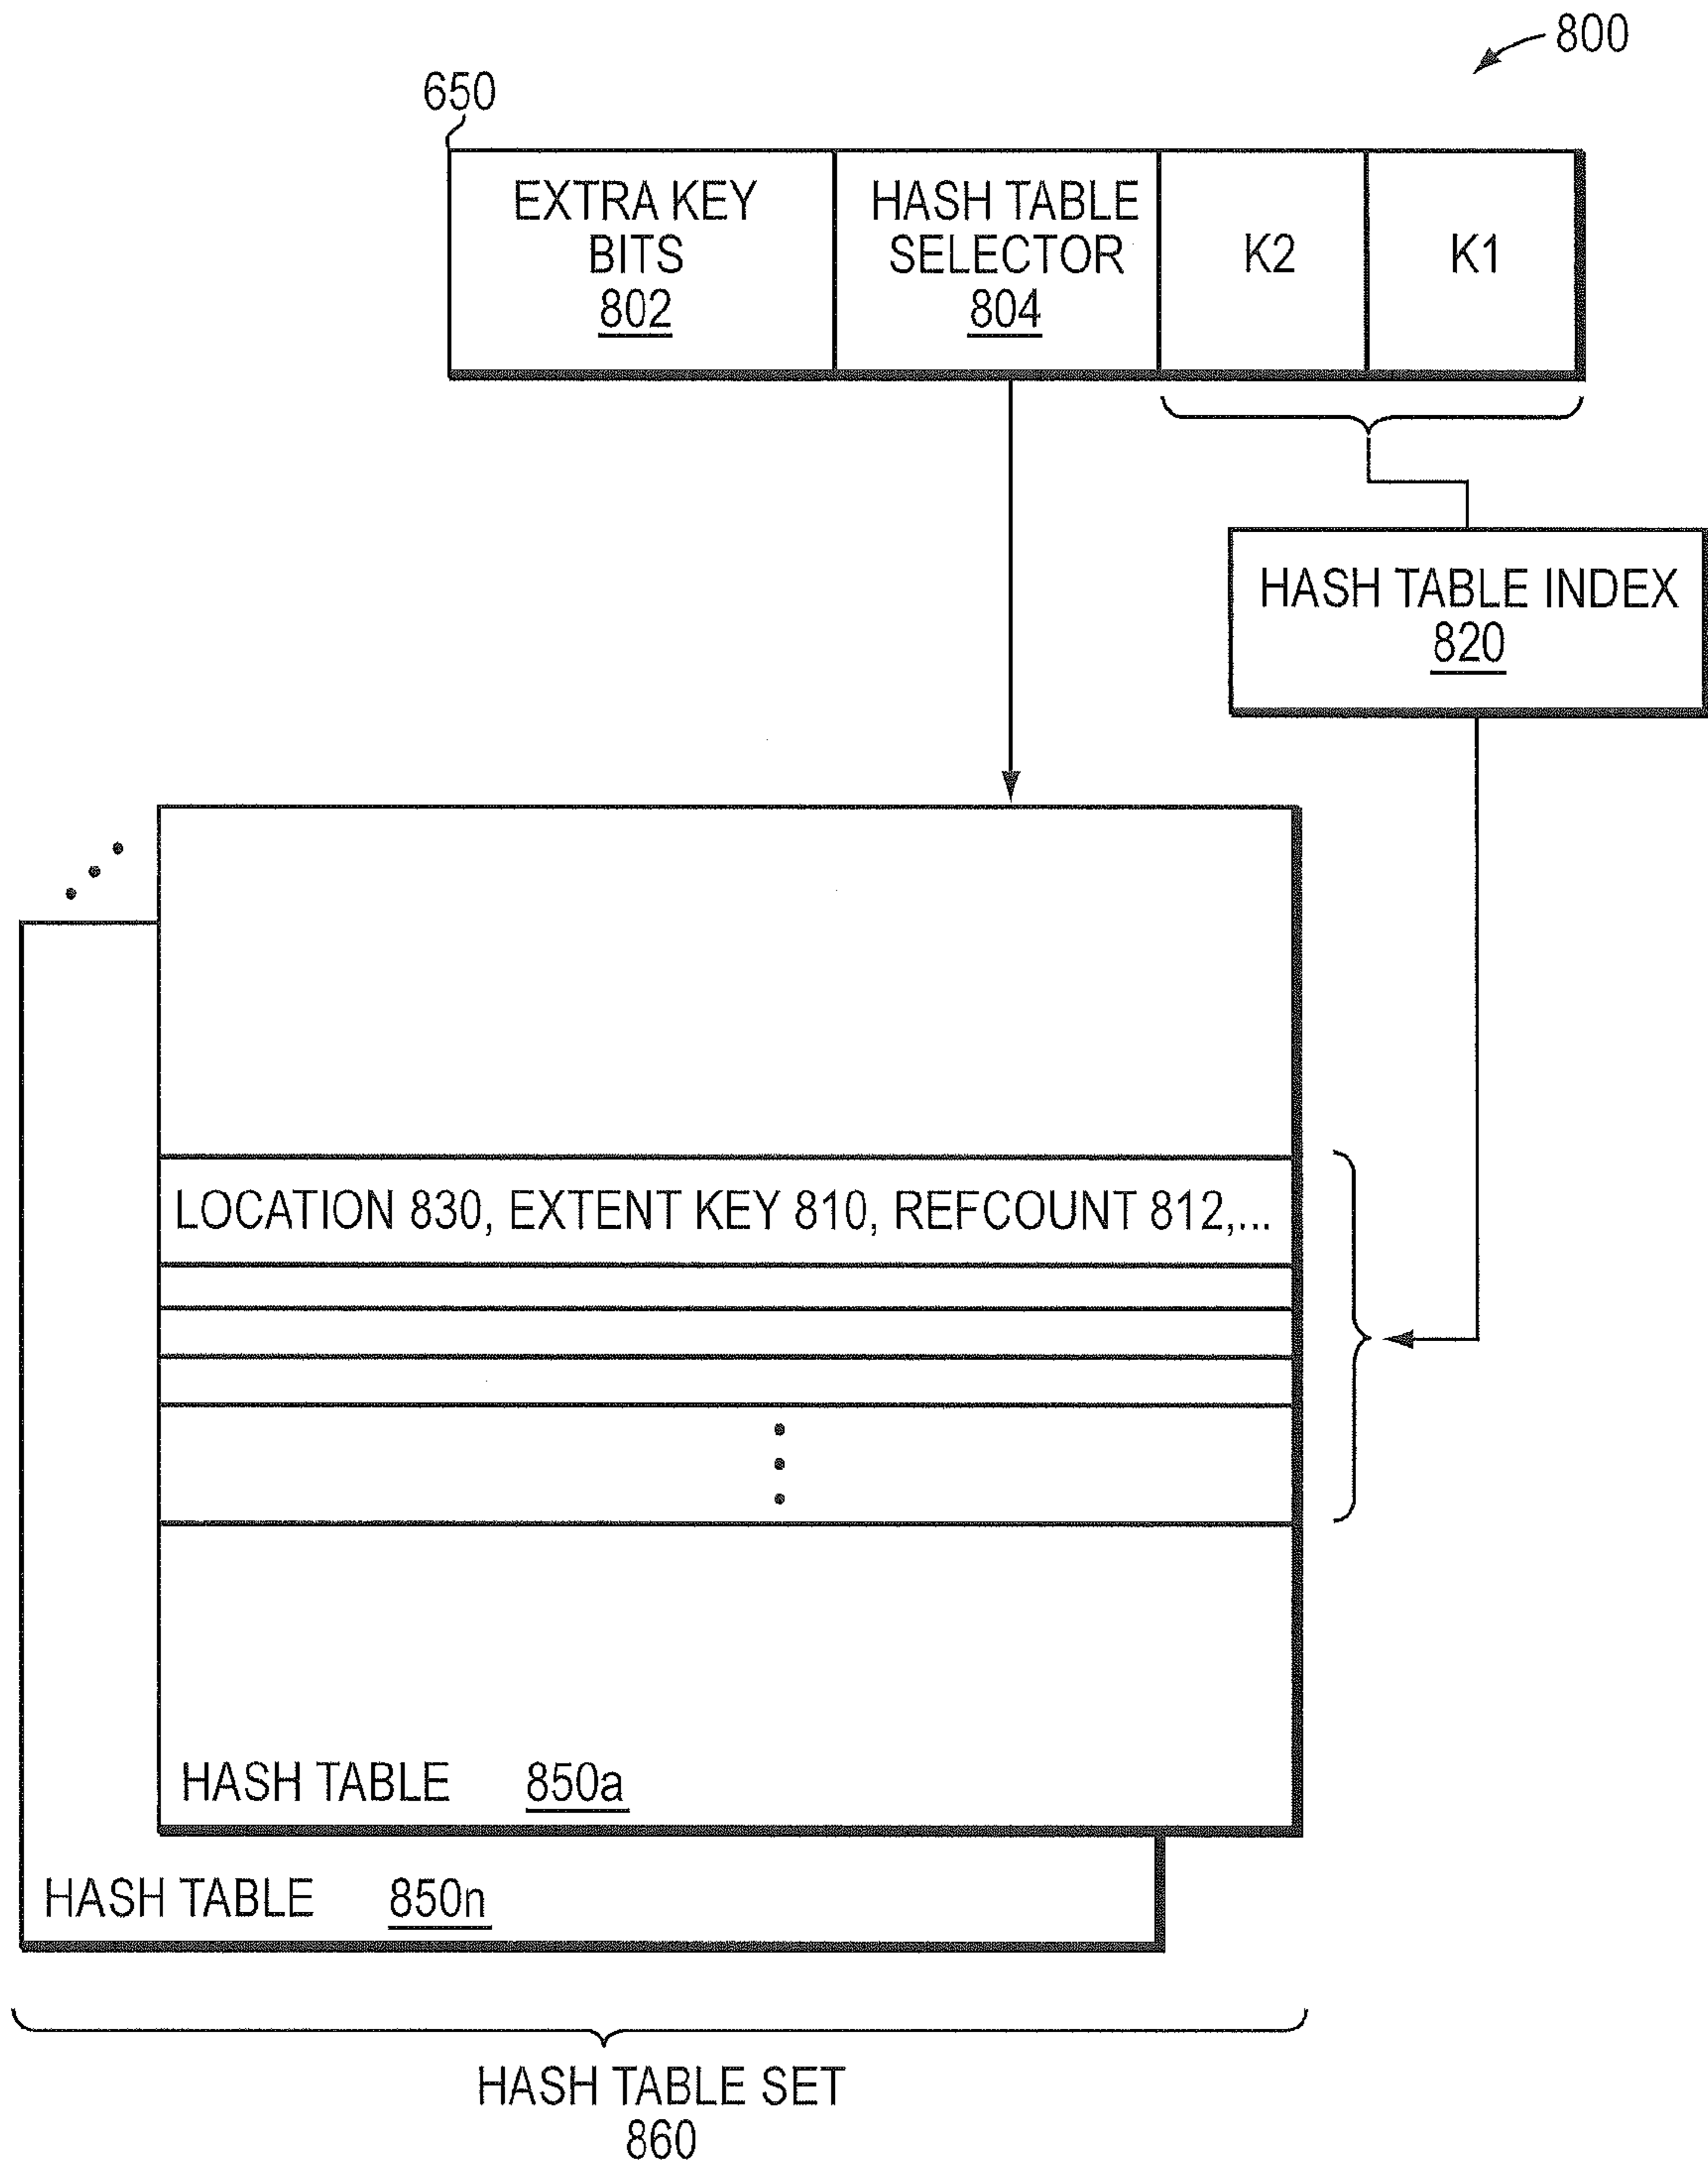 800
650
EXTRA KEY
BITS
802
HASH TABLE
SELECTOR
804
K2
K1
HASH TABLE INDEX
820
LOCATION 830, EXTENT KEY 810, REFCOUNT 812,...
HASH TABLE 850a
HASH TABLE 850n
HASH TABLE SET
860